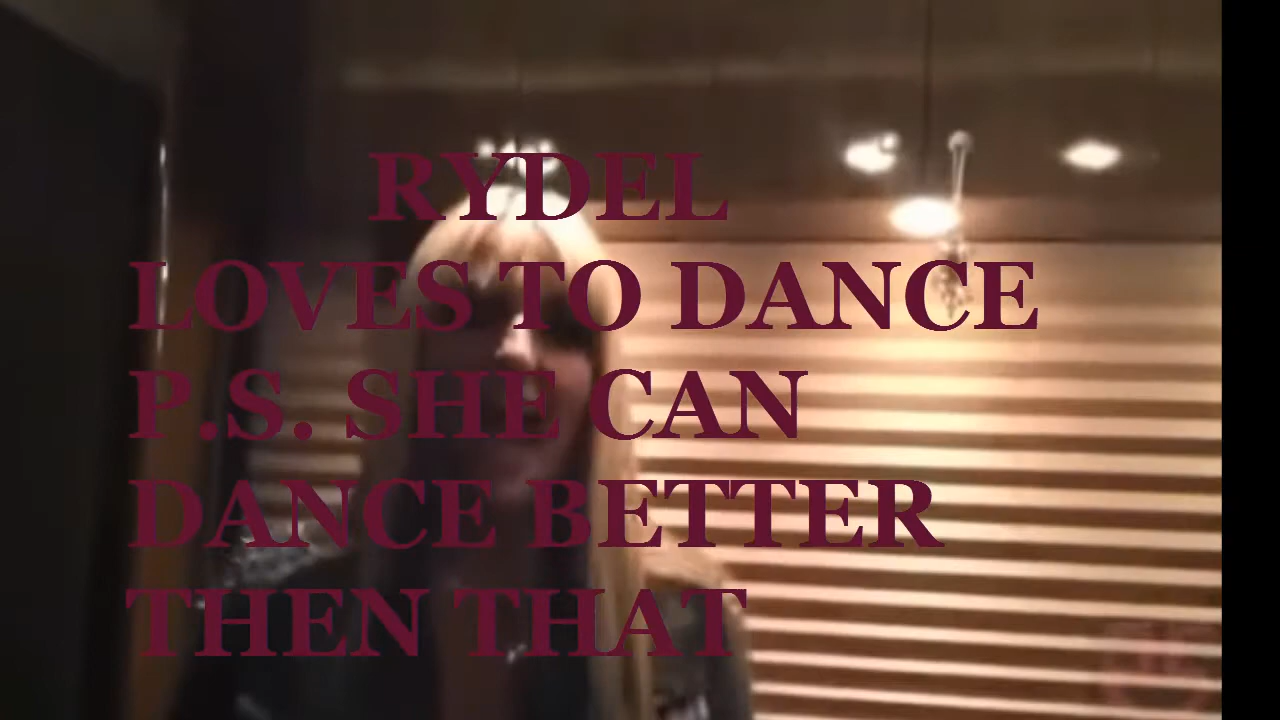 RYDEL
LOVES TO DANCE
P.S. SHE CAN
DANCE BETTER
THEN THAT